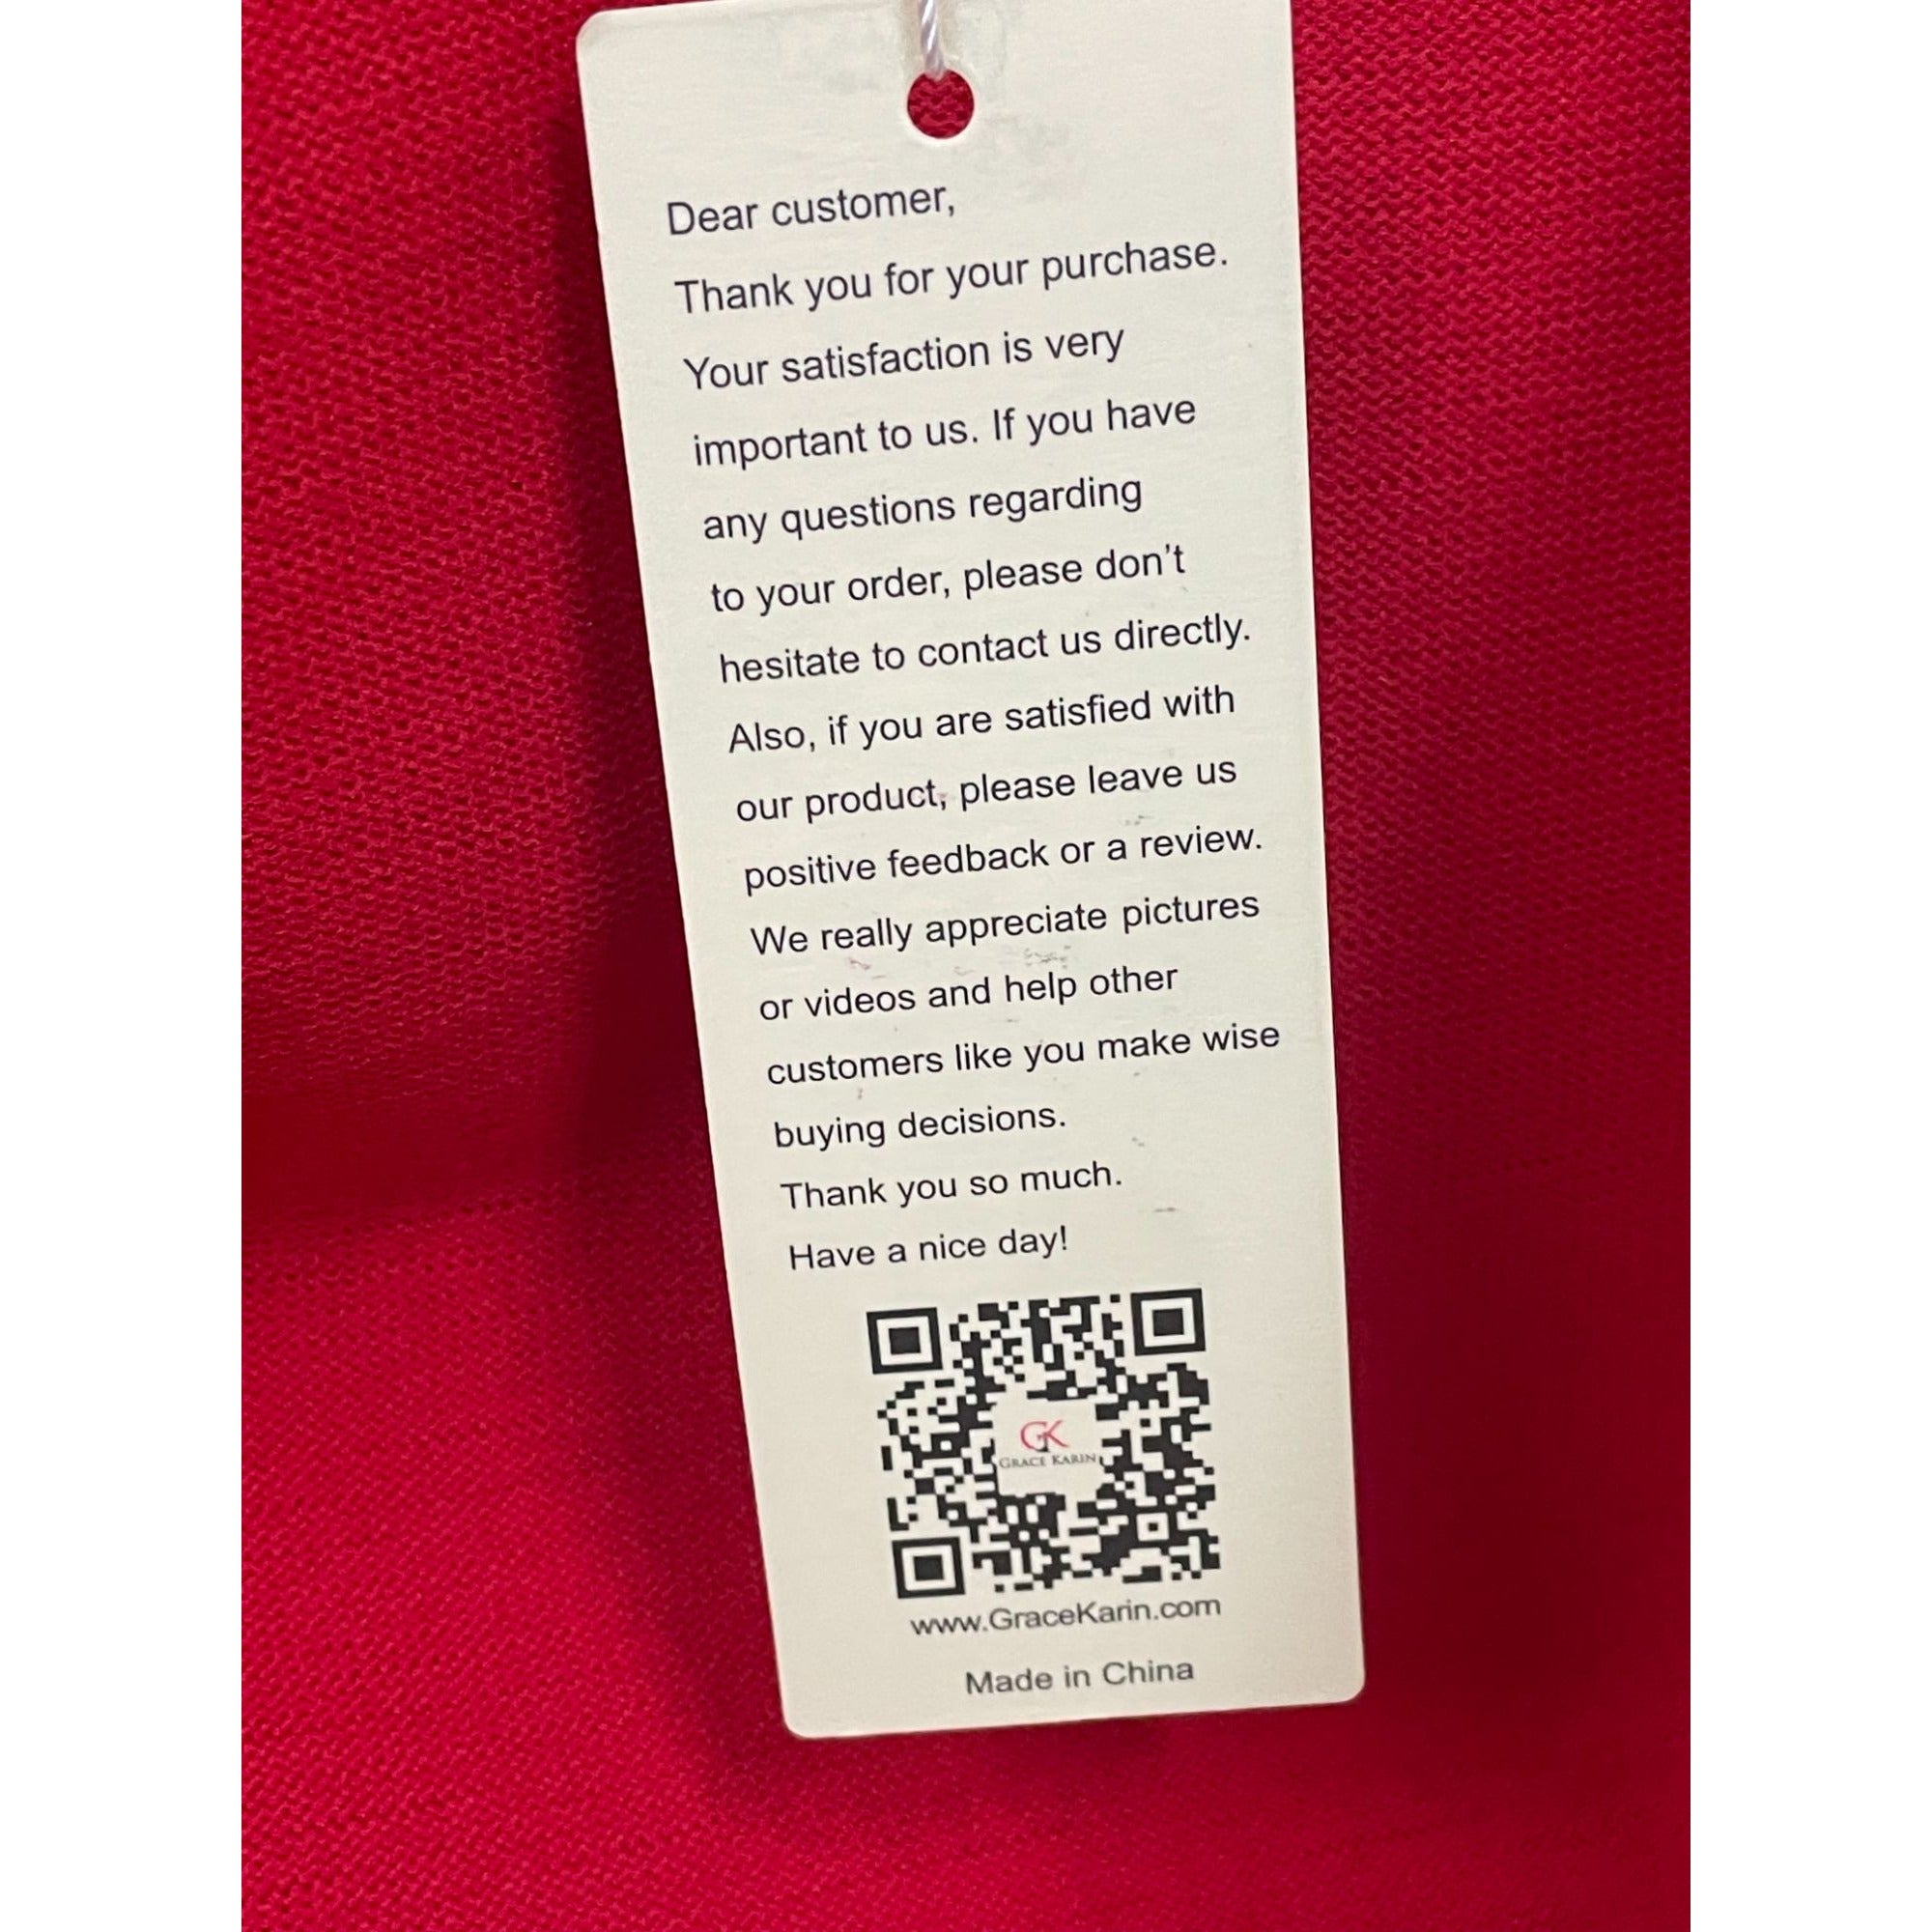 Dear customer,
Thank you for your purchase.
Your satisfaction is very
important to us. If you have
any questions regarding
to your order, please don't
hesitate to contact us directly.
Also, if you are satisfied with
our product, please leave us
positive feedback or a review.
We really appreciate pictures
or videos and help other
customers like you make wise
buying decisions.
Thank you so much.
Have a nice day!
GK
GRACE KARIN
www.GraceKarin.com
Made in China